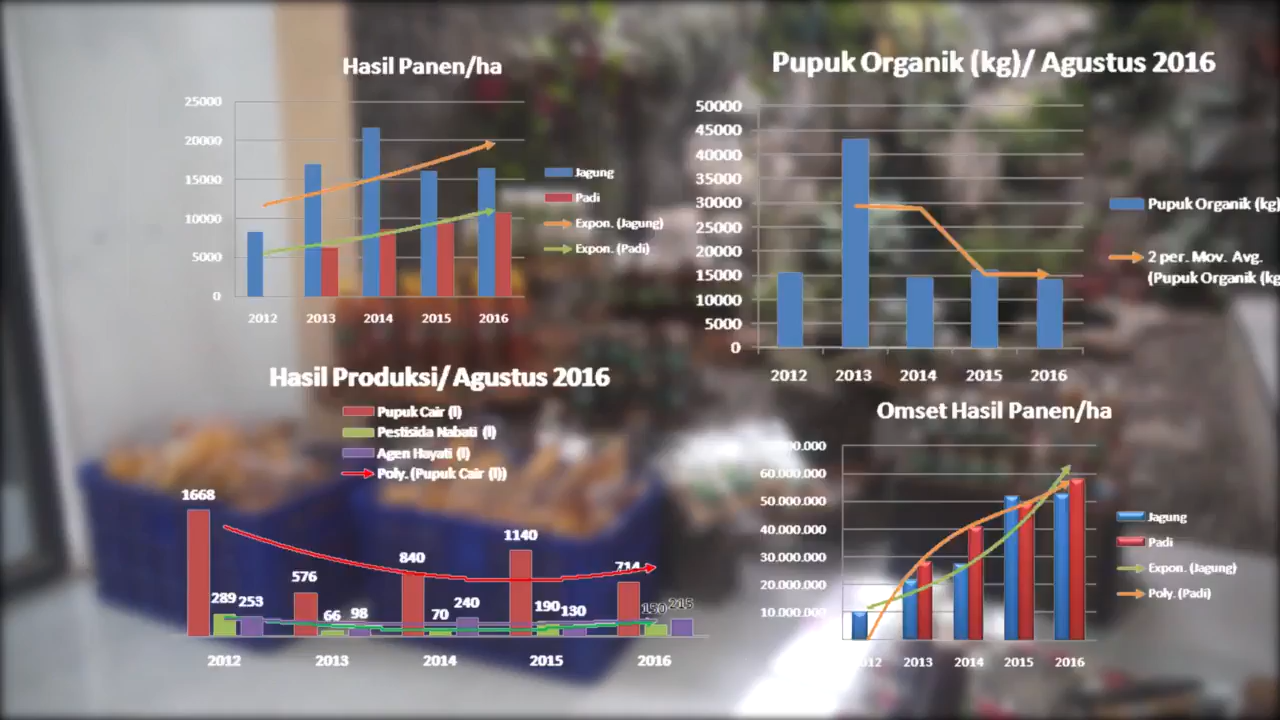 Hasil Panen/ha
25000
20000
15000
10000
5000
0
2012 2013 2014 2015 2016
Jagung
Padi
Expon. (Jagung)
Expon. (Padi)
Pupuk Organik (kg)/ Agustus 2016
50000
45000
40000
35000
30000
25000
20000
15000
10000
5000
0
2012 2013 2014 2015 2016
Pupuk Organik (kg)
2 per. Mov. Avg.
(Pupuk Organik (kg
Hasil Produksi/ Agustus 2016
Pupuk Cair (l)
Pestisida Nabati (l)
Agen Hayati (l)
Poly. (Pupuk Cair (l))
1668 289 253
576 66 98
840 70 240
1140 190 130
714 215
2012 2013 2014 2015 2016
Omset Hasil Panen/ha
60.000.000
50.000.000
40.000.000
30.000.000
20.000.000
10.000.000
2013 2014 2015 2016
Jagung
Padi
Expon. (Jagung)
Poly. (Padi)